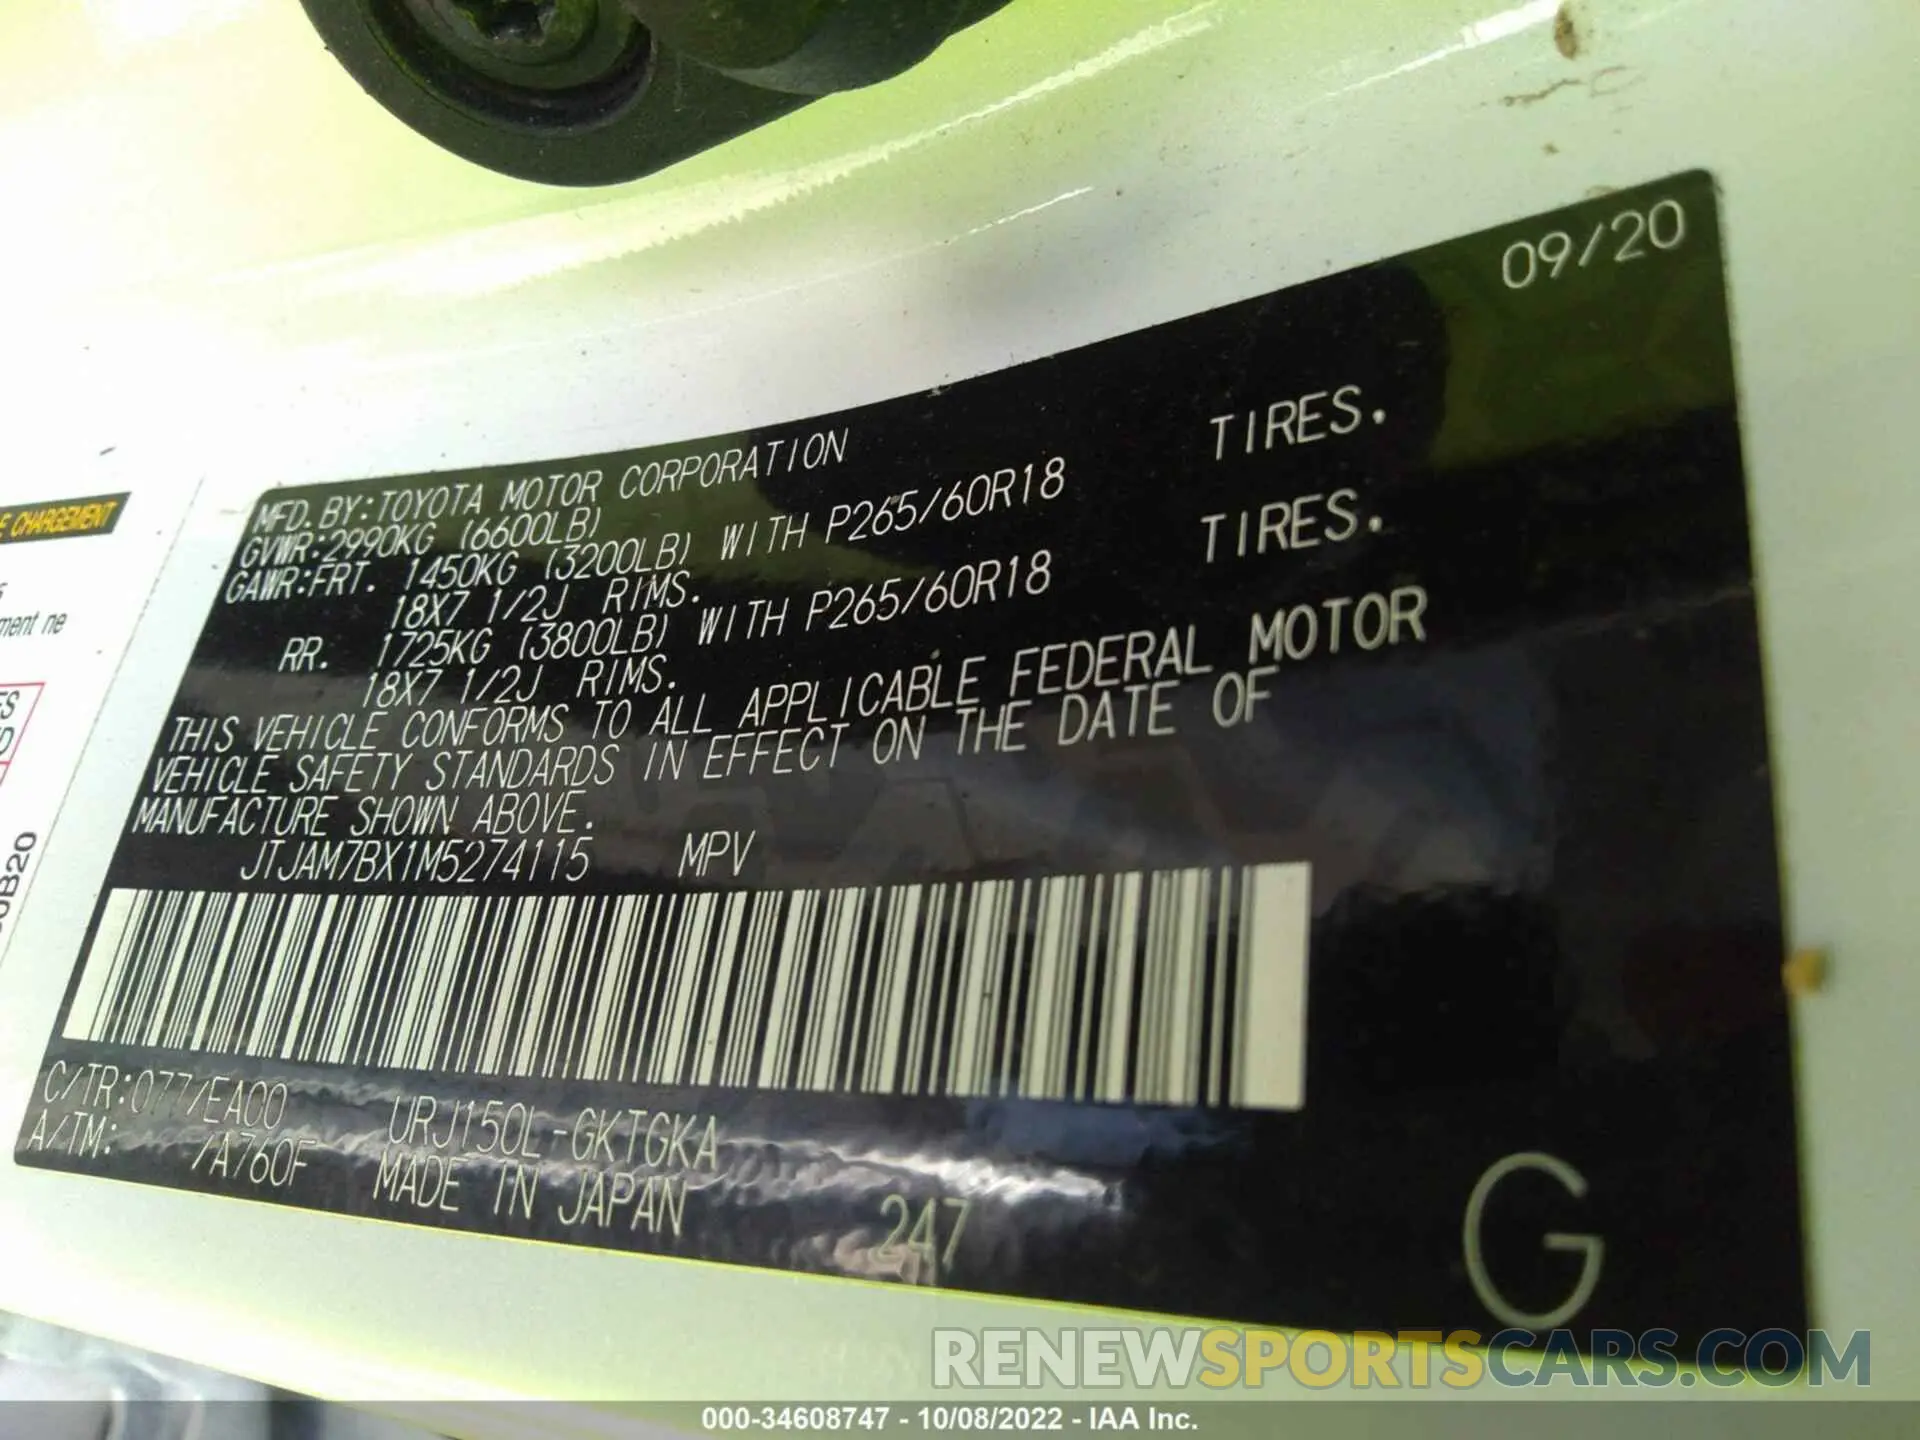 09/20
MFD. BY: TOYOTA MOTOR CORPORATION
GVWR: 2990KG (6600LB)
GAWR: FRT. 1450KG (3200LB) WITH P265/60R18 TIRES.
18X7 1/2J RIMS.
RR. 1725KG (3800LB) WITH P265/60R18 TIRES.
18X7 1/2J RIMS.
THIS VEHICLE CONFORMS TO ALL APPLICABLE FEDERAL MOTOR
VEHICLE SAFETY STANDARDS IN EFFECT ON THE DATE OF
MANUFACTURE SHOWN ABOVE.
JTJAM7BX1M5274115 MPV
C/TR: 077/EA00 URJ150L-GKTGKA
A/TM: /A760F MADE IN JAPAN 247
G
CHARGEMENT
ne
RENEWSPORTSCARS.COM
000-34608747 - 10/08/2022 - IAA Inc.